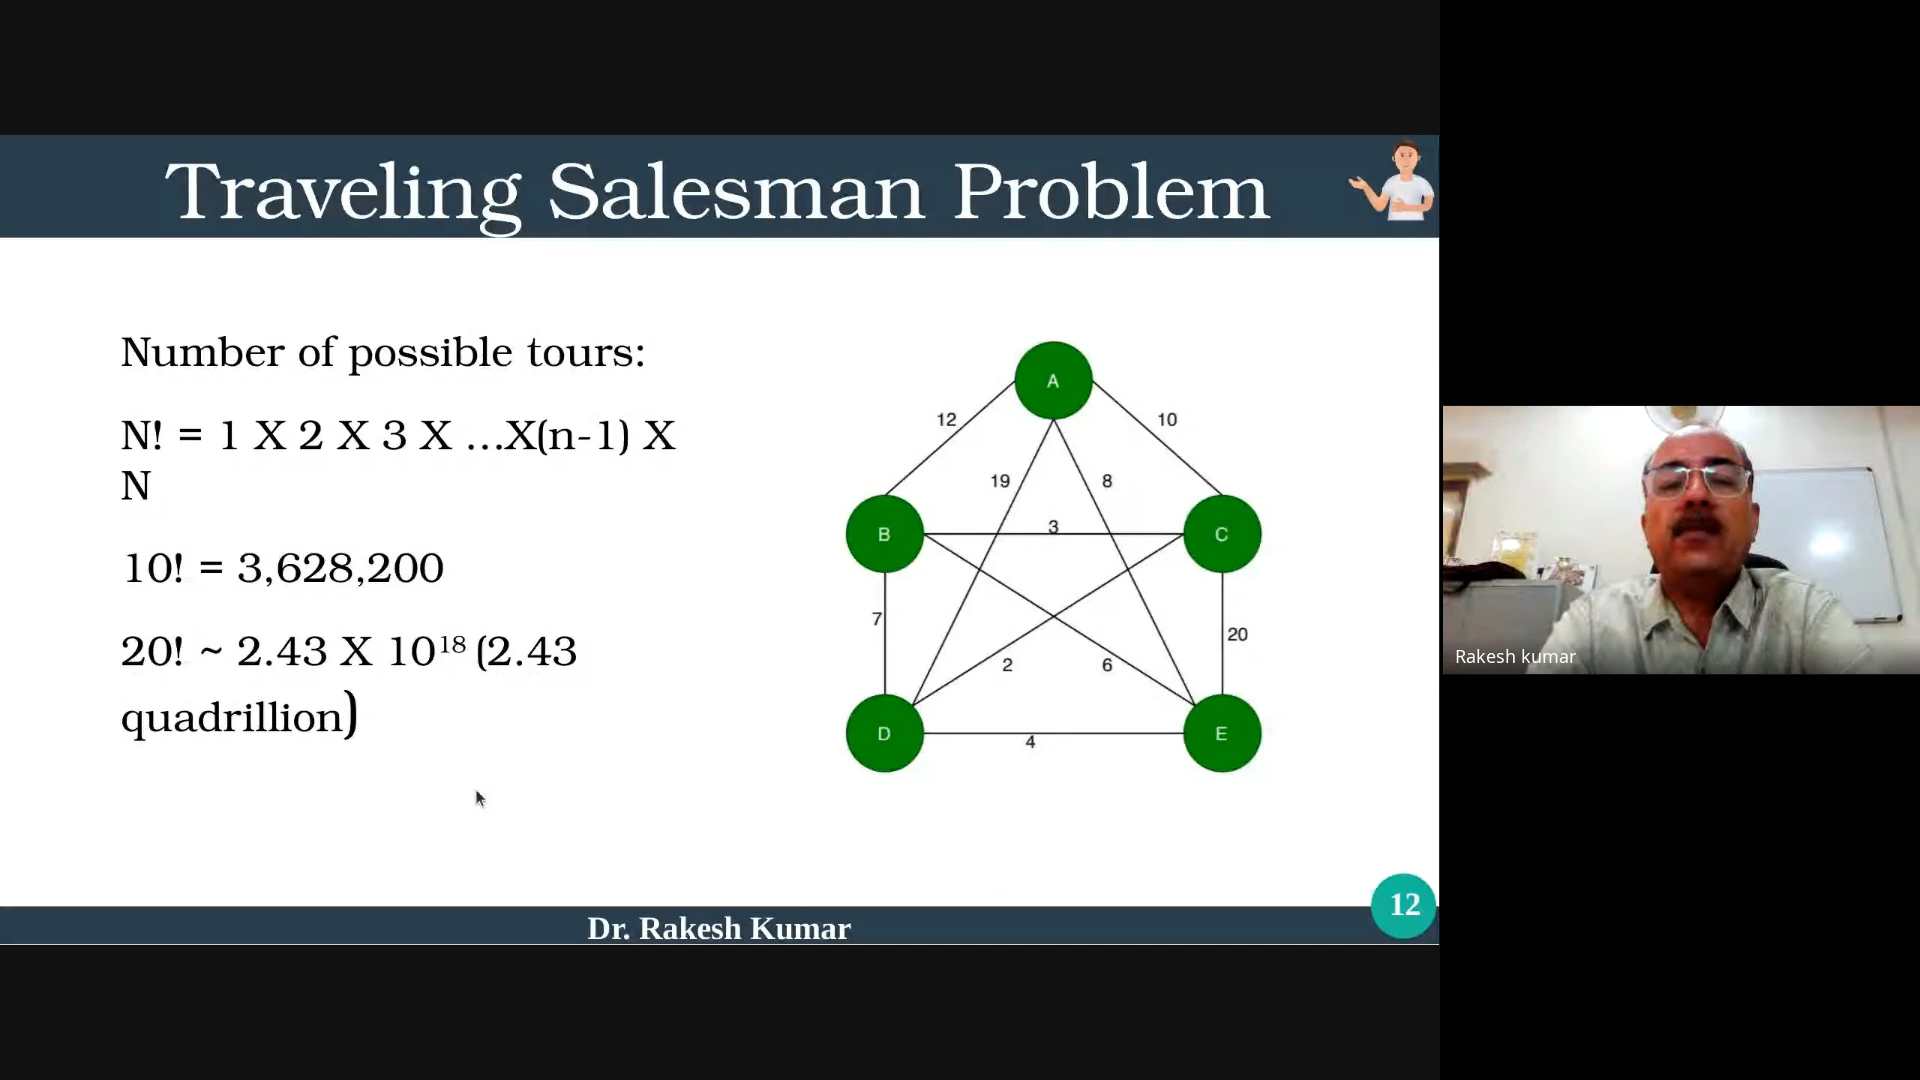 Traveling Salesman Problem
Number of possible tours:
N! = 1 X 2 X 3 X ...X(n-1) X
N
10! = 3,628,200
20! ~ 2.43 X 10¹⁸ (2.43
quadrillion)
A
12
10
19
8
B
3
C
7
20
2
6
D
4
E
12
Dr. Rakesh Kumar
Rakesh kumar